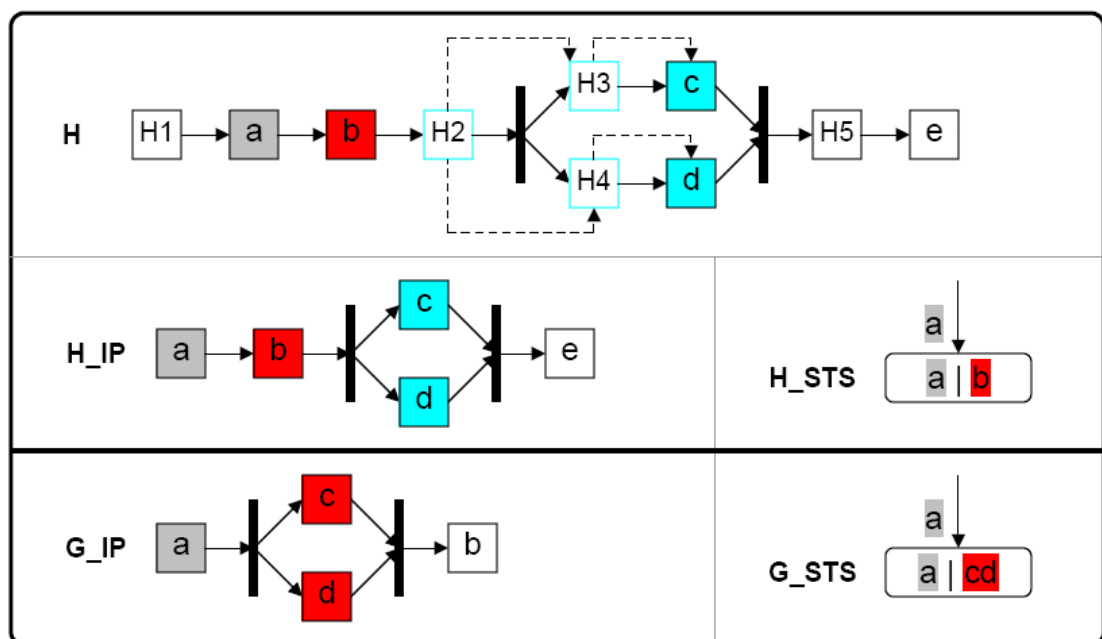 H3 c
H H1 a b H2 H5 e
H4 d
c
H_IP a b e
d
a
H_STS a | b
c
G_IP a b
d
a
G_STS a | cd